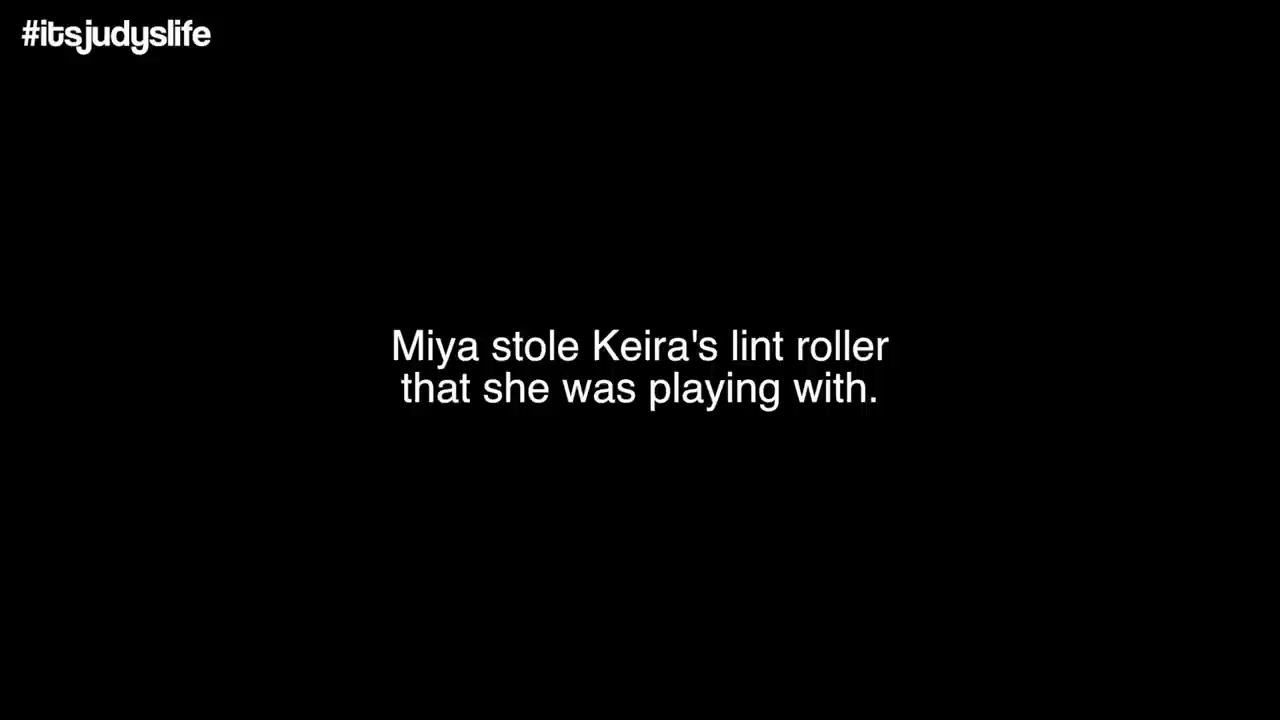 #itsjudyslife
Miya stole Keira's lint roller
that she was playing with.